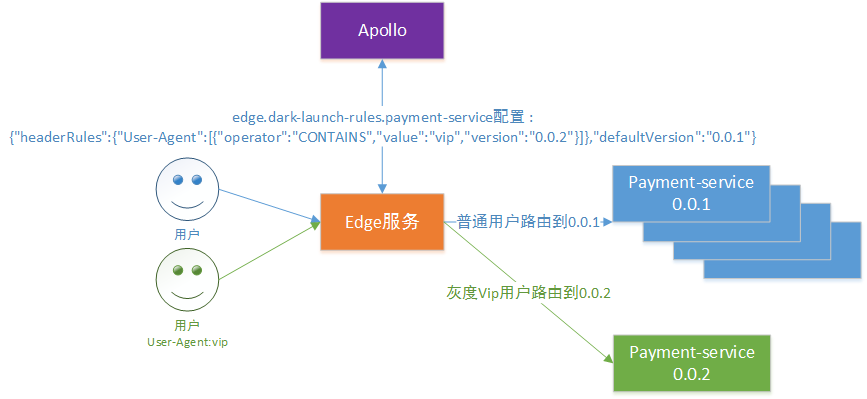 Apollo
edge.dark-launch-rules.payment-service配置：
{"headerRules":{"User-Agent":[{"operator":"CONTAINS","value":"vip","version":"0.0.2"}]},"defaultVersion":"0.0.1"}
用户
Edge服务
普通用户路由到0.0.1
Payment-service
0.0.1
灰度Vip用户路由到0.0.2
用户
User-Agent:vip
Payment-service
0.0.2